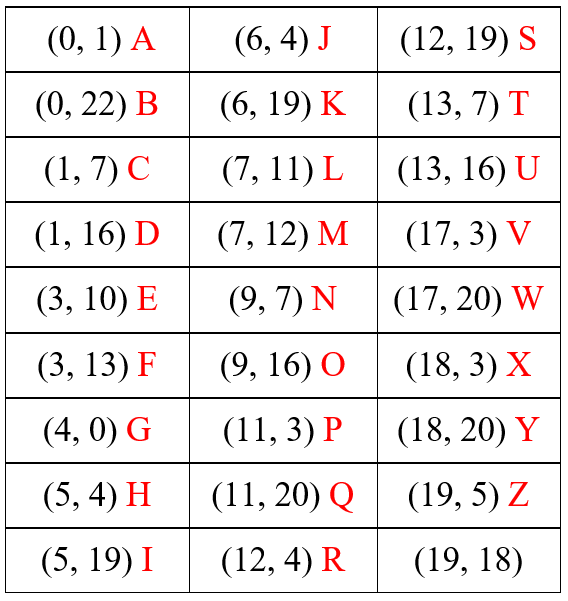 (0, 1) A (6, 4) J (12, 19) S
(0, 22) B (6, 19) K (13, 7) T
(1, 7) C (7, 11) L (13, 16) U
(1, 16) D (7, 12) M (17, 3) V
(3, 10) E (9, 7) N (17, 20) W
(3, 13) F (9, 16) O (18, 3) X
(4, 0) G (11, 3) P (18, 20) Y
(5, 4) H (11, 20) Q (19, 5) Z
(5, 19) I (12, 4) R (19, 18)